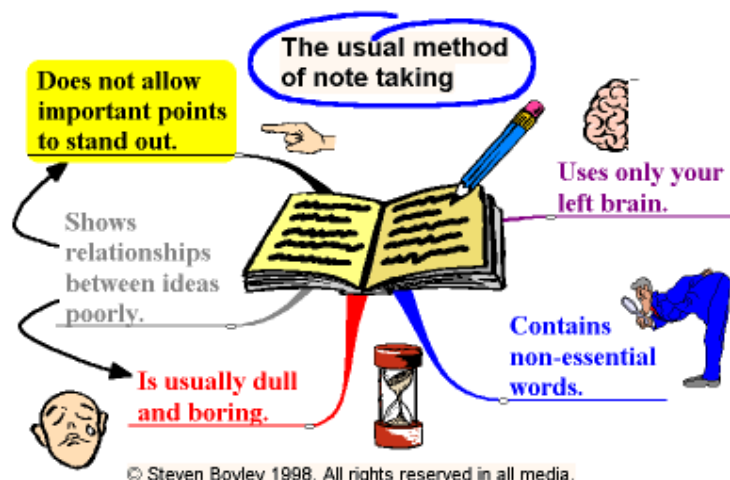 The usual method
of note taking
Does not allow
important points
to stand out.
Uses only your
left brain.
Shows
relationships
between ideas
poorly.
Contains
non-essential
words.
Is usually dull
and boring.
© Steven Boyley 1998. All rights reserved in all media.